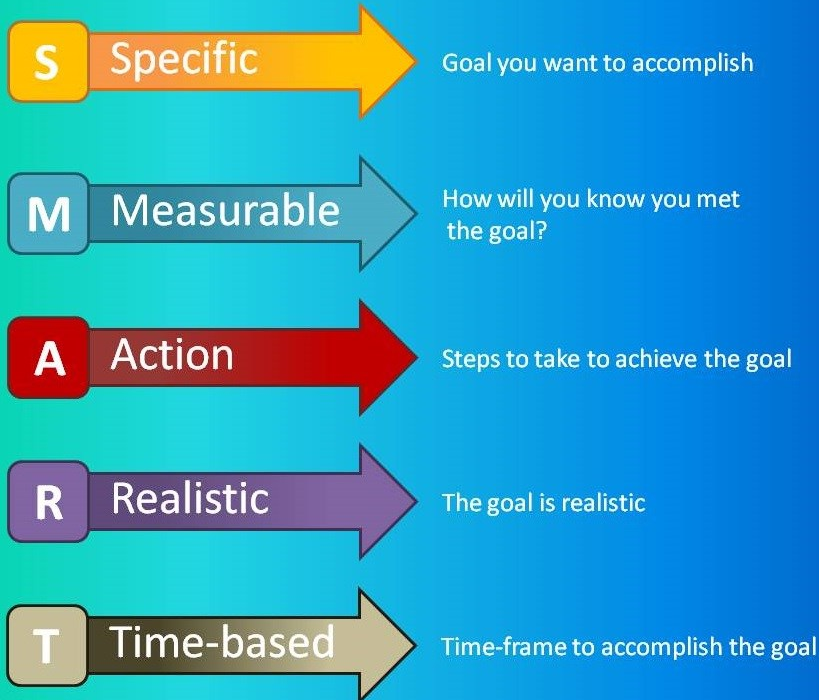 S Specific Goal you want to accomplish
M Measurable How will you know you met
the goal?
A Action Steps to take to achieve the goal
R Realistic The goal is realistic
T Time-based Time-frame to accomplish the goal